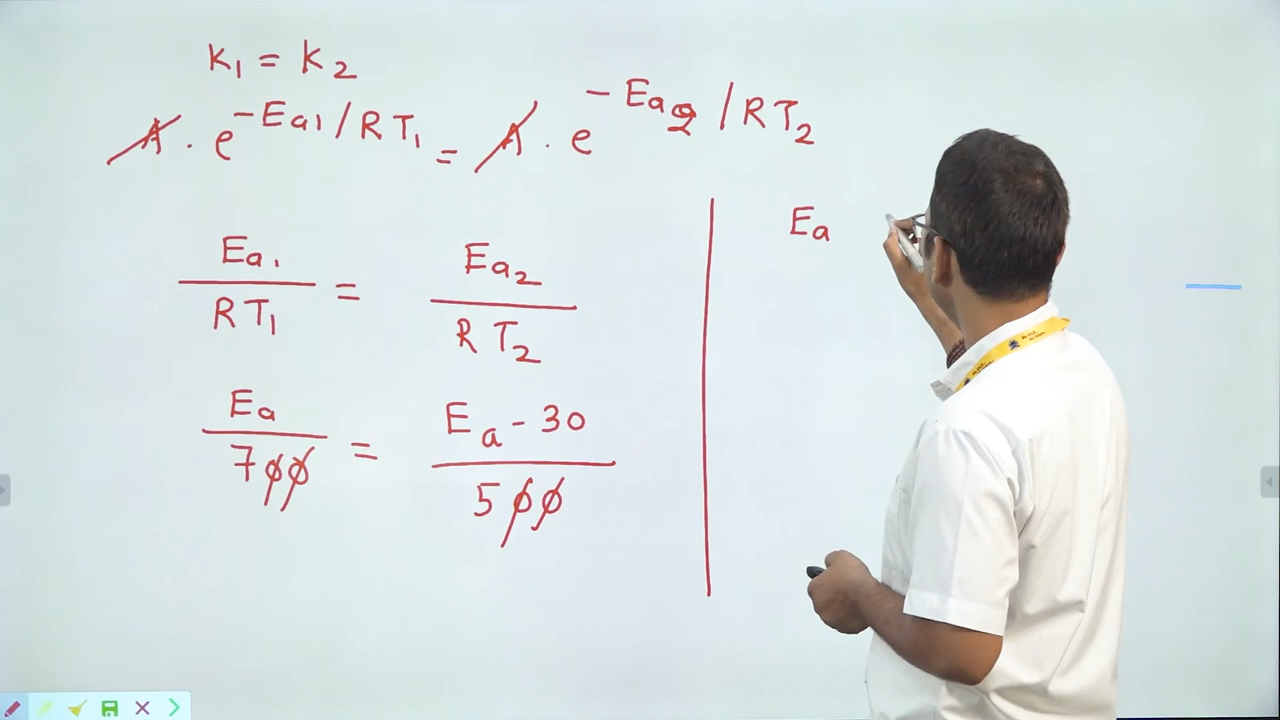 K₁ = K₂
A · e^(-Ea₁/RT₁) = A · e^(-Ea₂/RT₂)
Ea₁/RT₁ = Ea₂/RT₂
Ea/700 = (Ea - 30)/500
Ea